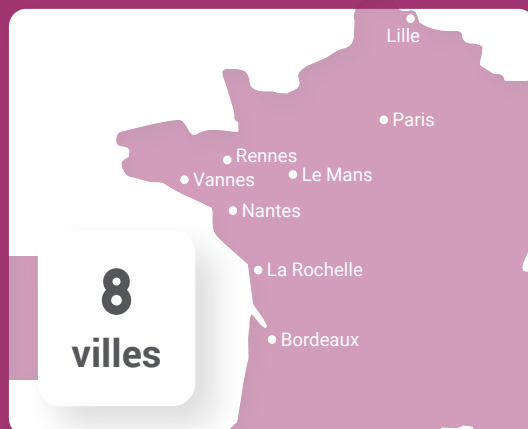 Lille
Paris
Rennes
Le Mans
Vannes
Nantes
La Rochelle
Bordeaux
8
villes